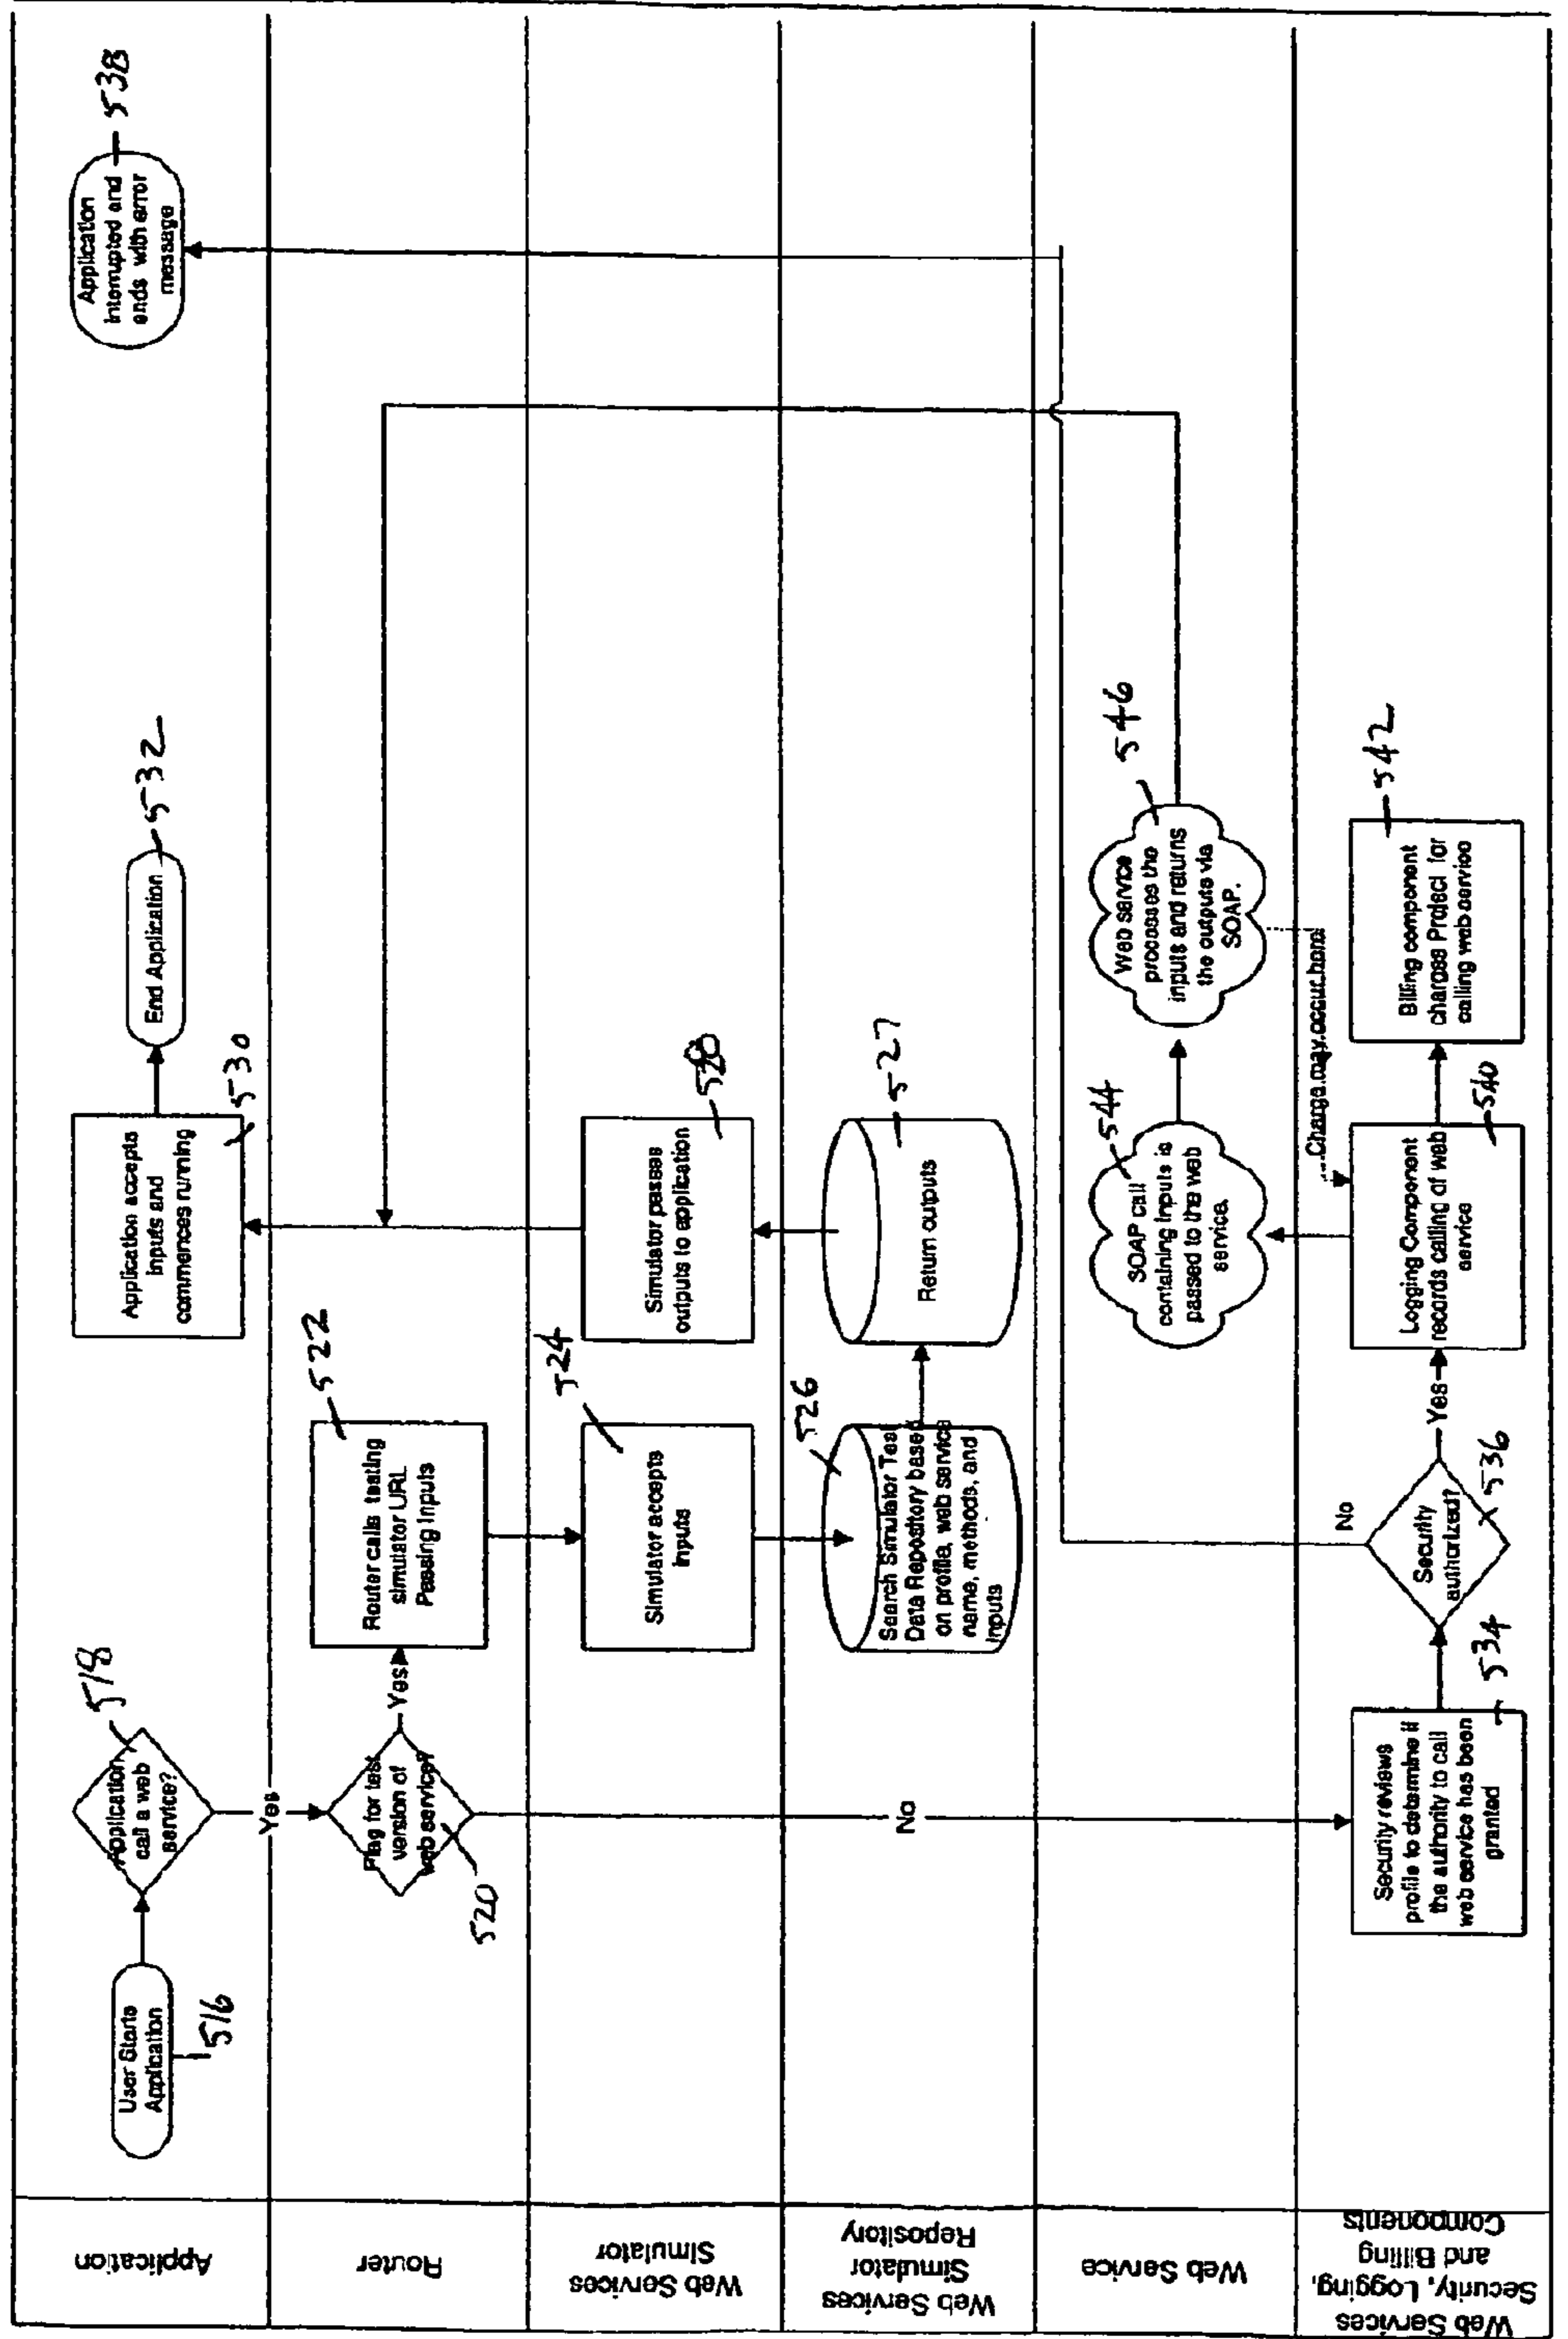 Application
User Starts
Application
516
Application
call a web
service?
518
Yes
Application accepts
inputs and
commences running
530
End Application
532
Application
interrupted and
ends with error
message
538
Router
Flag for test
version of
web service?
520
Yes
Router calls testing
simulator URL
Passing Inputs
522
No
Web Services
Simulator
Simulator accepts
Inputs
524
Simulator passes
outputs to application
528
Web Services
Simulator
Repository
Search Simulator Test
Data Repository based
on profile, web service
name, methods, and
inputs
526
Return outputs
527
Web Service
SOAP call
containing inputs is
passed to the web
service.
544
Web service
processes the
inputs and returns
the outputs via
SOAP.
546
Web Services
Security, Logging,
and Billing
Components
Security reviews
profile to determine if
the authority to call
web service has been
granted
534
Security
authorized?
536
No
Yes
Logging Component
records calling of web
service
540
Charge may occur here
Billing component
charges Project for
calling web service
542